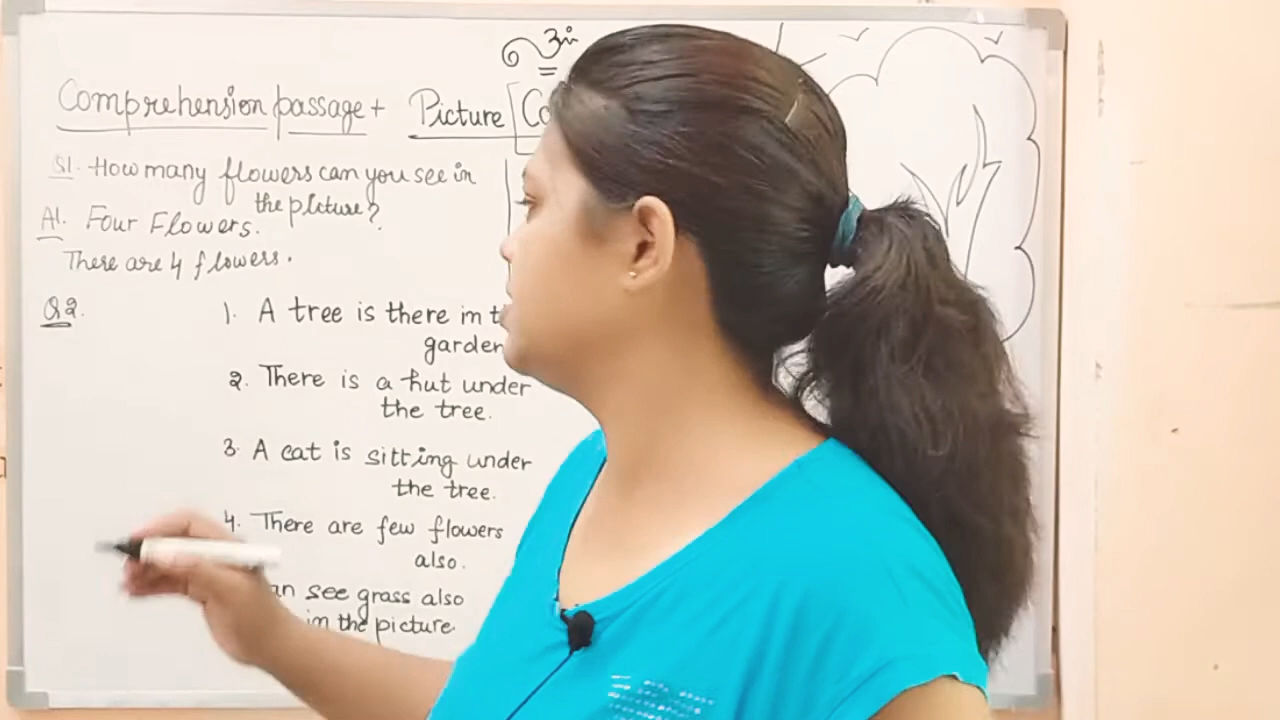 Comprehension passage + Picture
Q1. How many flowers can you see in
the picture?
A1. Four Flowers.
There are 4 flowers.
Q2.
1. A tree is there in
garden
2. There is a hut under
the tree.
3. A cat is sitting under
the tree.
4. There are few flowers
also.
see grass also
in the picture.